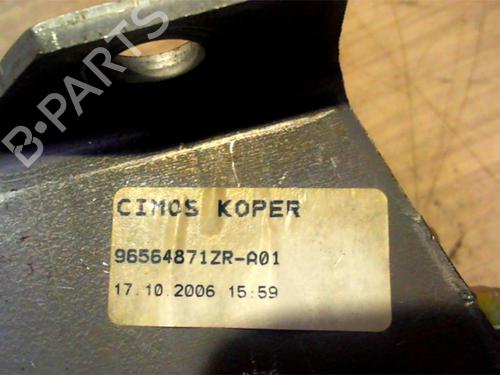 B-PARTS
CIMOS KOPER
96564871ZR-A01
17.10.2006 15:59